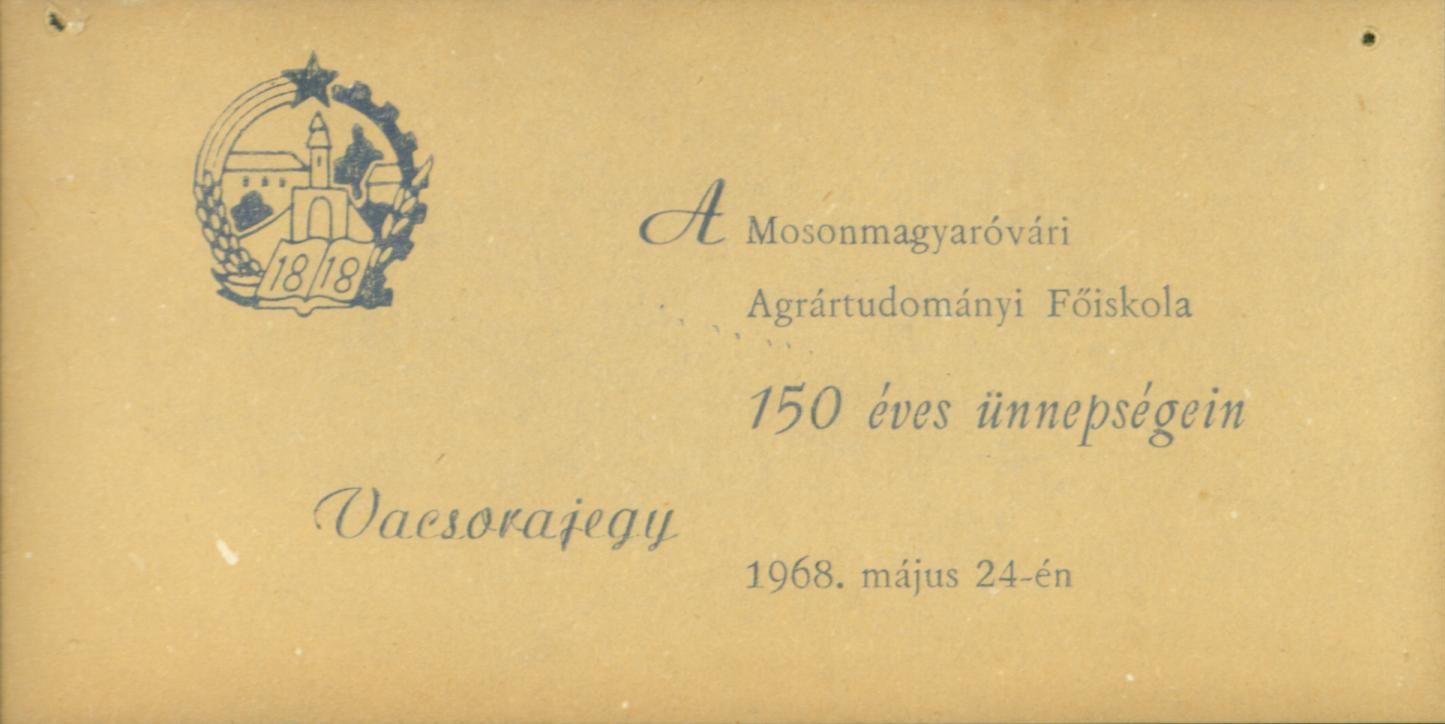 1818
A Mosonmagyaróvári
Agrártudományi Főiskola
150 éves ünnepségein
Vacsorajegy
1968. május 24-én